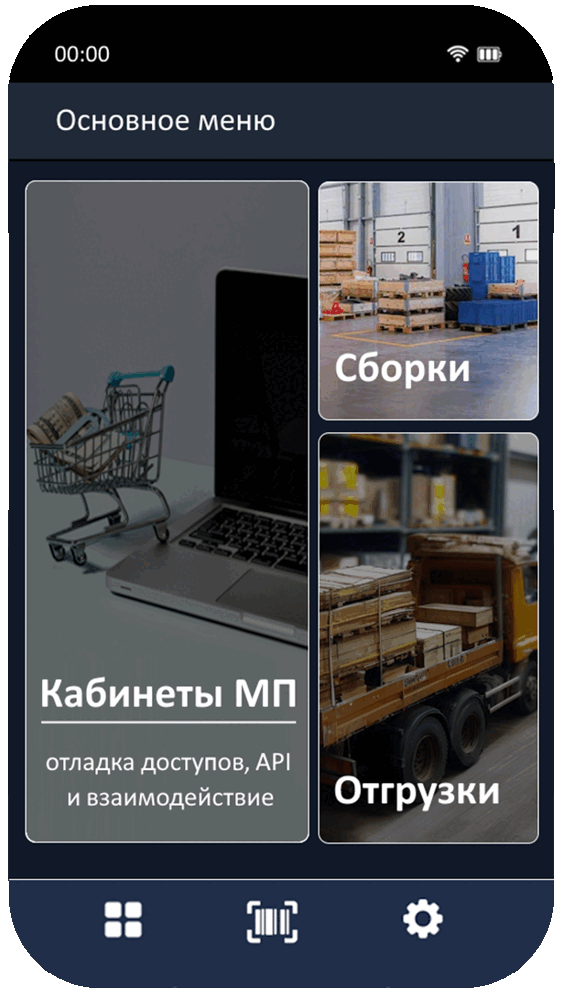 00:00
Основное меню
2
1
Сборки
Кабинеты МП
отладка доступов, API
и взаимодействие
Отгрузки